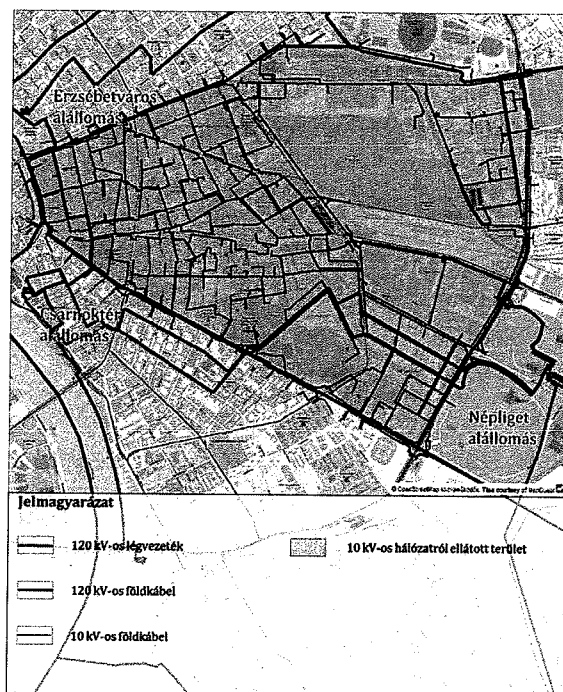 Erzsébetváros
alállomás
Csarnoktér
alállomás
Népliget
alállomás
Jelmagyarázat
120 kV-os légvezeték
10 kV-os hálózatról ellátott terület
120 kV-os földkábel
10 kV-os földkábel